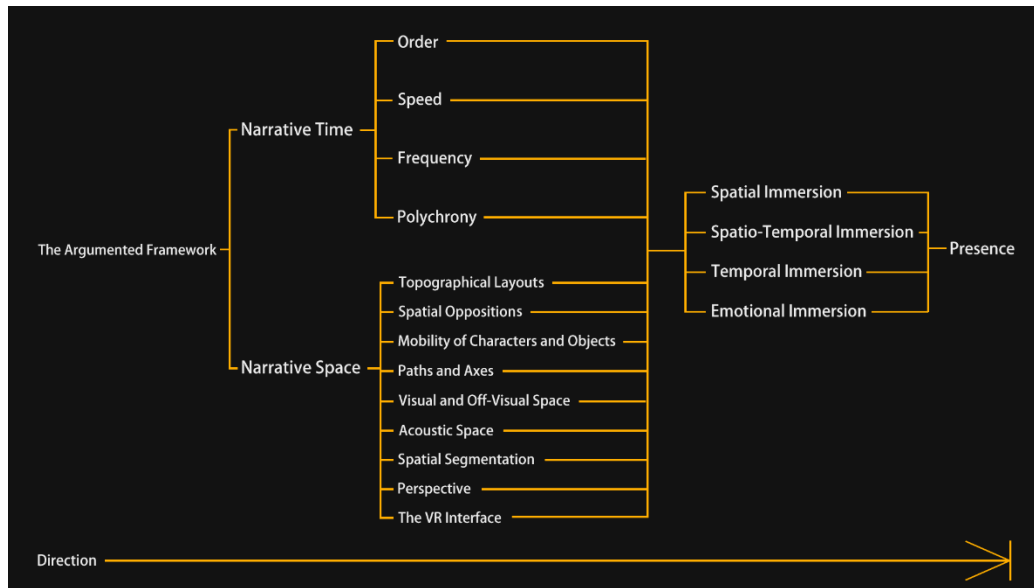 The Argumented Framework
Narrative Time
Order
Speed
Frequency
Polychrony
Narrative Space
Topographical Layouts
Spatial Oppositions
Mobility of Characters and Objects
Paths and Axes
Visual and Off-Visual Space
Acoustic Space
Spatial Segmentation
Perspective
The VR Interface
Spatial Immersion
Spatio-Temporal Immersion
Temporal Immersion
Emotional Immersion
Presence
Direction